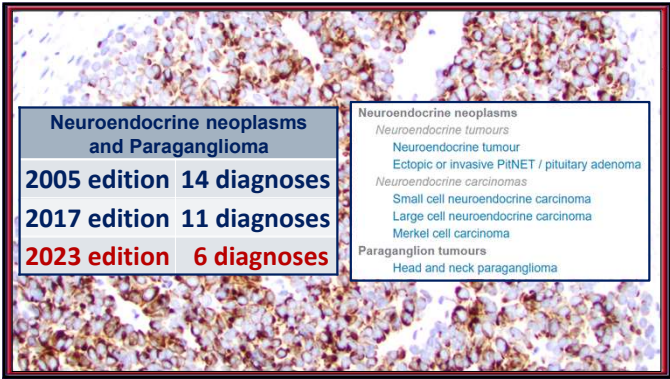 Neuroendocrine neoplasms
and Paraganglioma
2005 edition 14 diagnoses
2017 edition 11 diagnoses
2023 edition 6 diagnoses
Neuroendocrine neoplasms
Neuroendocrine tumours
Neuroendocrine tumour
Ectopic or invasive PitNET / pituitary adenoma
Neuroendocrine carcinomas
Small cell neuroendocrine carcinoma
Large cell neuroendocrine carcinoma
Merkel cell carcinoma
Paraganglion tumours
Head and neck paraganglioma